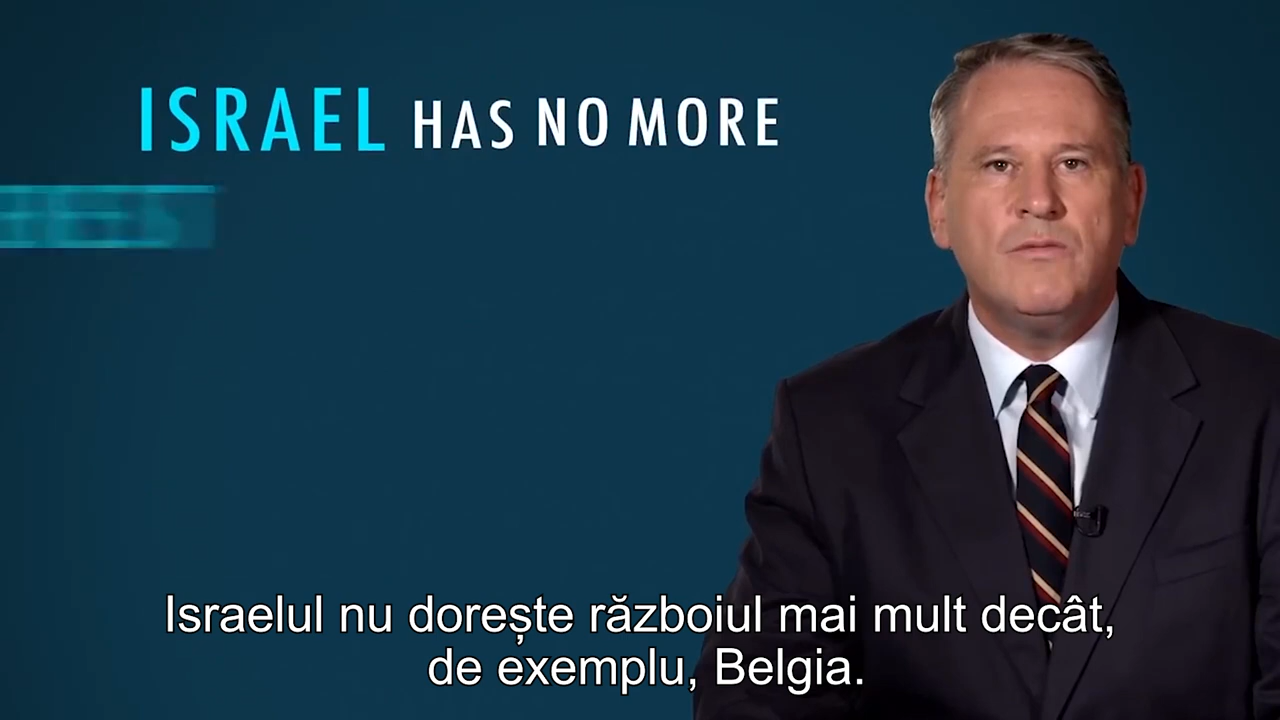 ISRAEL HAS NO MORE
Israelul nu dorește războiul mai mult decât,
de exemplu, Belgia.